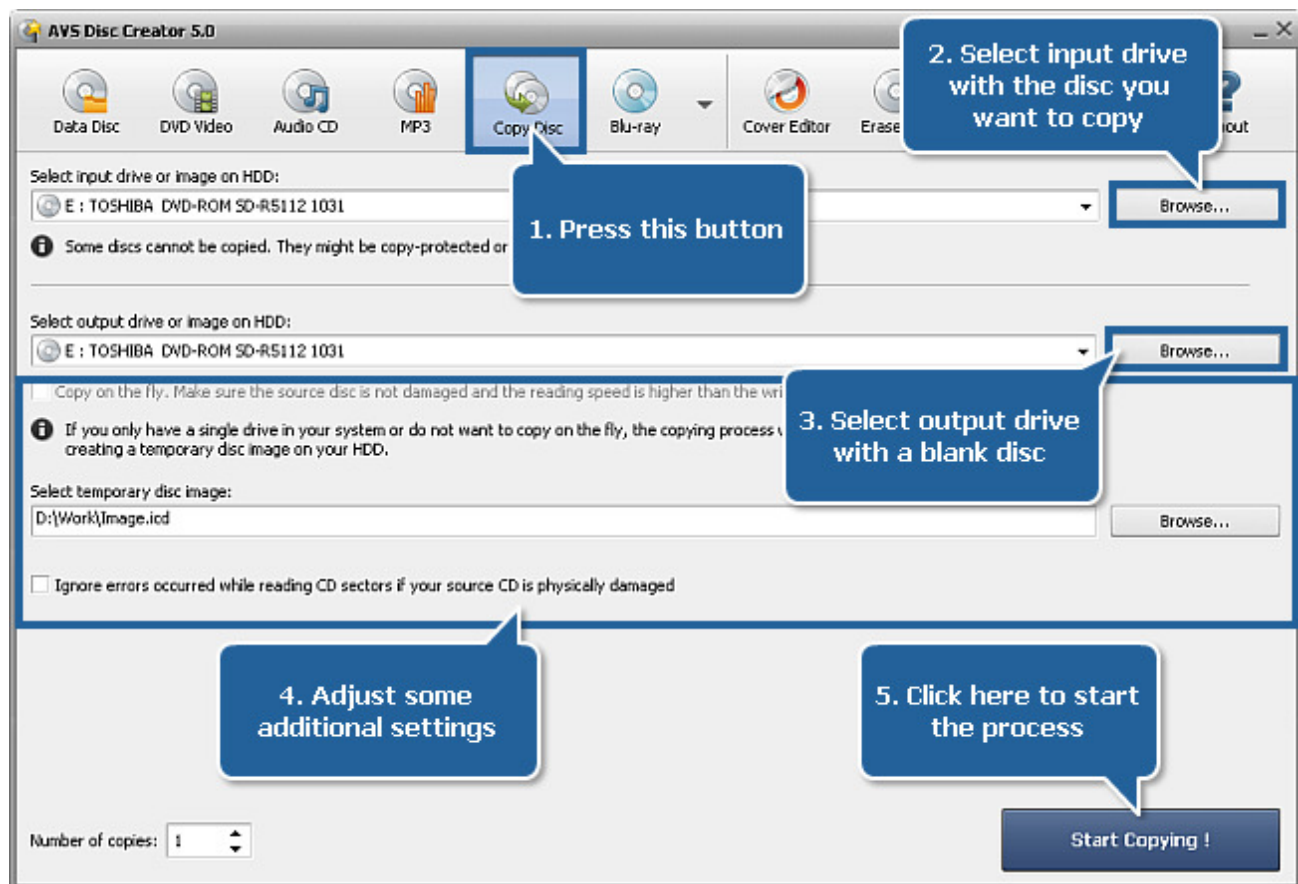 AVS Disc Creator 5.0
2. Select input drive
with the disc you
want to copy
Data Disc
DVD Video
Audio CD
MP3
Copy Disc
Blu-ray
Cover Editor
Erase
Select input drive or image on HDD:
E : TOSHIBA DVD-ROM SD-R5112 1031
Browse...
1. Press this button
Some discs cannot be copied. They might be copy-protected or
Select output drive or image on HDD:
E : TOSHIBA DVD-ROM SD-R5112 1031
Browse...
Copy on the fly. Make sure the source disc is not damaged and the reading speed is higher than the
3. Select output drive
with a blank disc
If you only have a single drive in your system or do not want to copy on the fly, the copying process
creating a temporary disc image on your HDD.
Select temporary disc image:
D:\Work\Image.icd
Browse...
Ignore errors occurred while reading CD sectors if your source CD is physically damaged
4. Adjust some
additional settings
5. Click here to start
the process
Number of copies: 1
Start Copying !